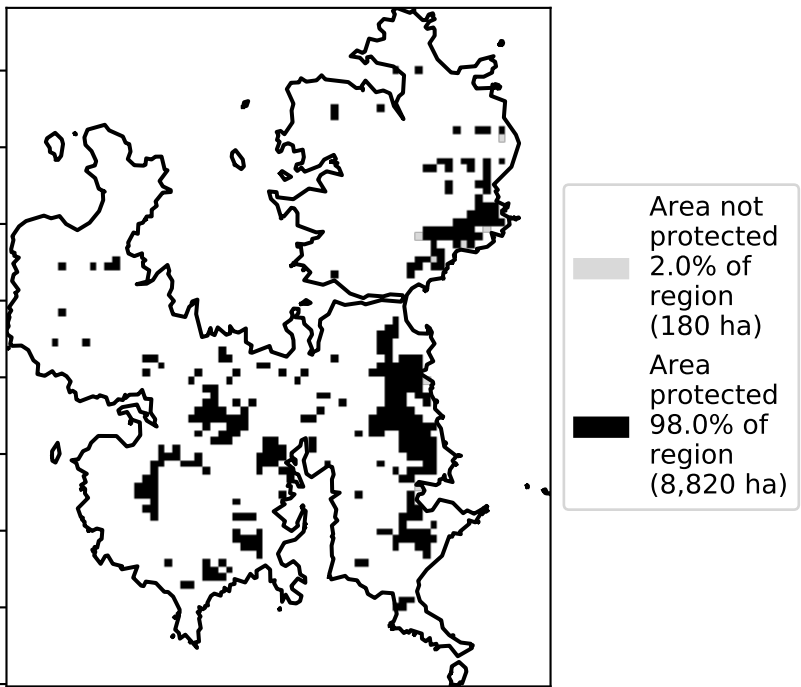 Area not
protected
2.0% of
region
(180 ha)
Area
protected
98.0% of
region
(8,820 ha)